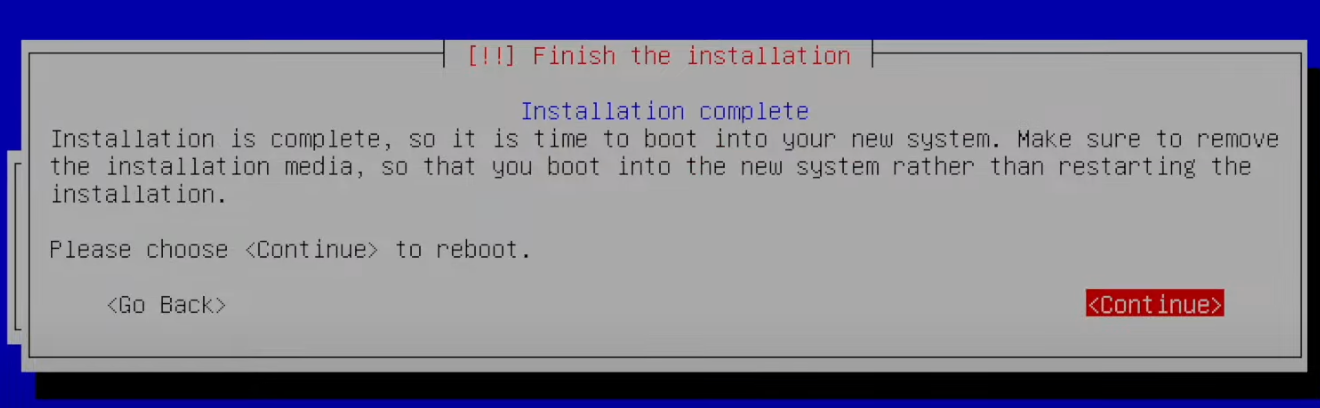 [!!] Finish the installation
Installation complete
Installation is complete, so it is time to boot into your new system. Make sure to remove
the installation media, so that you boot into the new system rather than restarting the
installation.
Please choose <Continue> to reboot.
<Go Back>
<Continue>